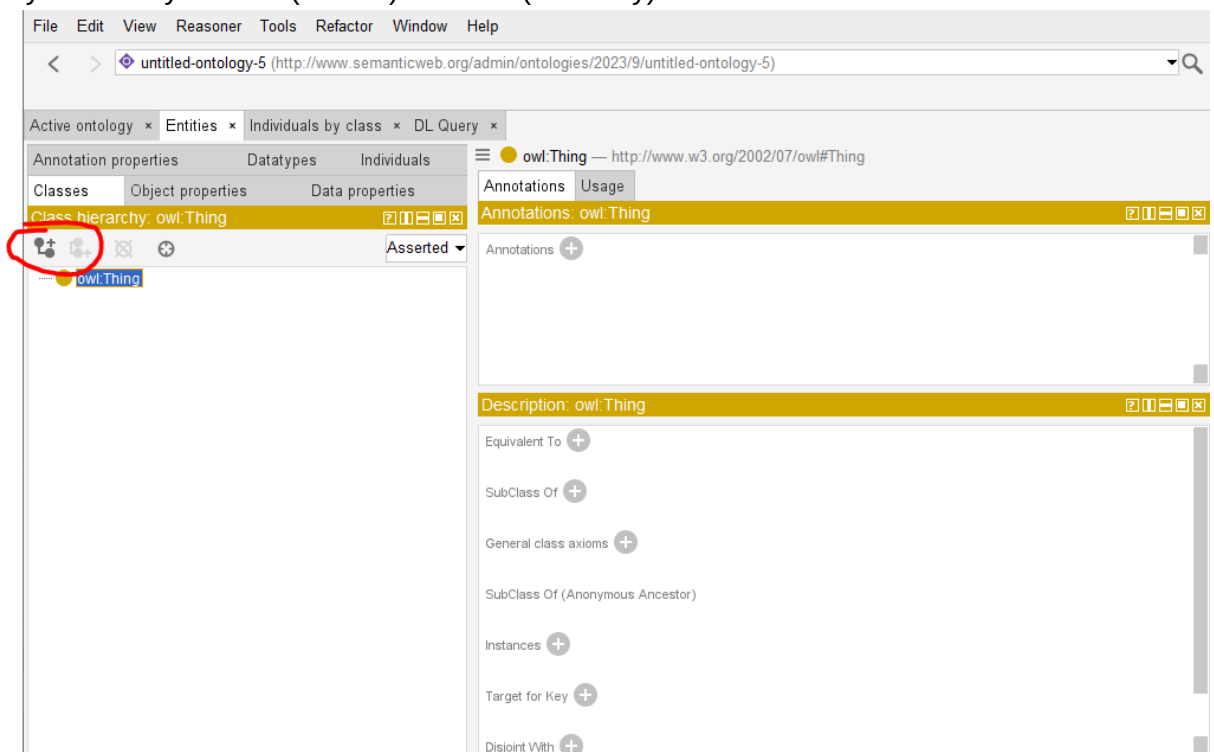 File Edit View Reasoner Tools Refactor Window Help
< > untitled-ontology-5 (http://www.semanticweb.org/admin/ontologies/2023/9/untitled-ontology-5)
Active ontology × Entities × Individuals by class × DL Query ×
Annotation properties Datatypes Individuals
Classes Object properties Data properties
Class hierarchy: owl:Thing
Asserted
owl:Thing
owl:Thing — http://www.w3.org/2002/07/owl#Thing
Annotations Usage
Annotations: owl:Thing
Annotations
Description: owl:Thing
Equivalent To
SubClass Of
General class axioms
SubClass Of (Anonymous Ancestor)
Instances
Target for Key
Disjoint With